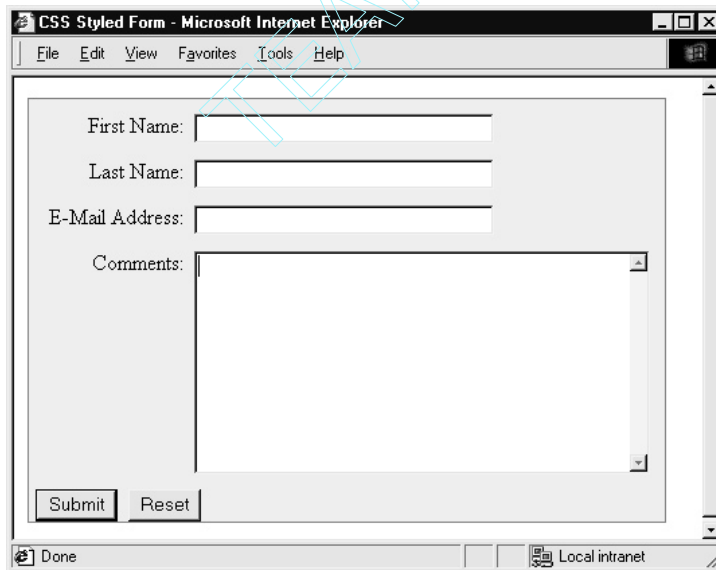 CSS Styled Form - Microsoft Internet Explorer
File Edit View Favorites Tools Help
First Name:
Last Name:
E-Mail Address:
Comments:
Submit Reset
Done Local intranet